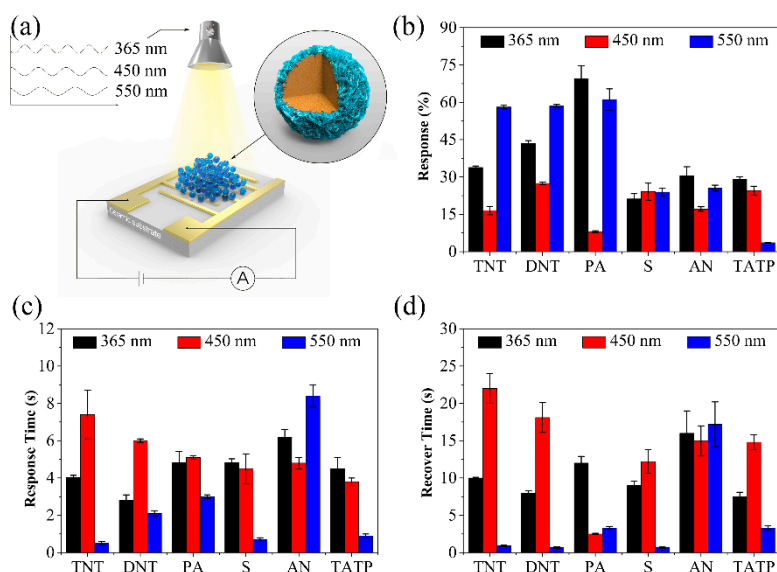 (a)
365 nm
450 nm
550 nm
ceramic substrate
A
(b)
365 nm 450 nm 550 nm
Response (%)
90
75
60
45
30
15
0
TNT DNT PA S AN TATP
(c)
365 nm 450 nm 550 nm
Response Time (s)
12
10
8
6
4
2
0
TNT DNT PA S AN TATP
(d)
365 nm 450 nm 550 nm
Recover Time (s)
30
25
20
15
10
5
0
TNT DNT PA S AN TATP